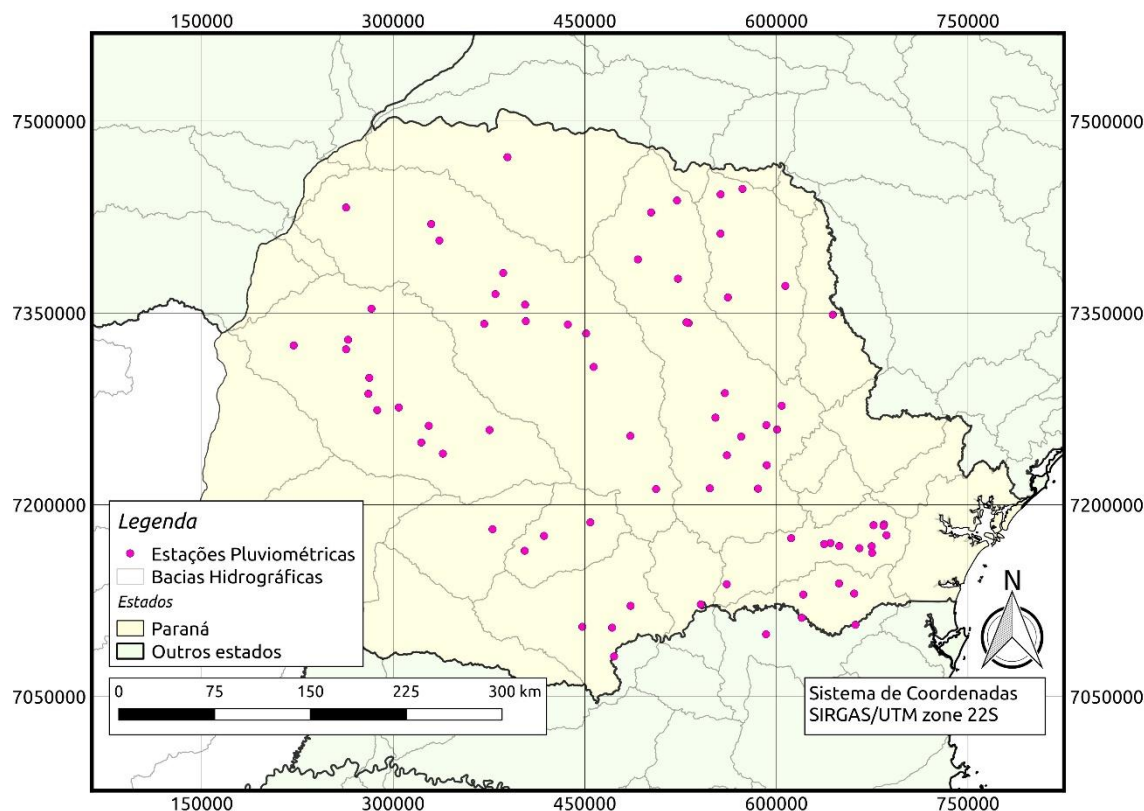 150000 300000 450000 600000 7500000
7500000 7500000
7350000 7350000
7200000 7200000
Legenda
Estações Pluviométricas
Bacias Hidrográficas
Estados
Paraná
Outros estados
N
7050000 7050000
0 75 150 225 300 km
Sistema de Coordenadas
SIRGAS/UTM zone 22S
150000 300000 450000 600000 7500000